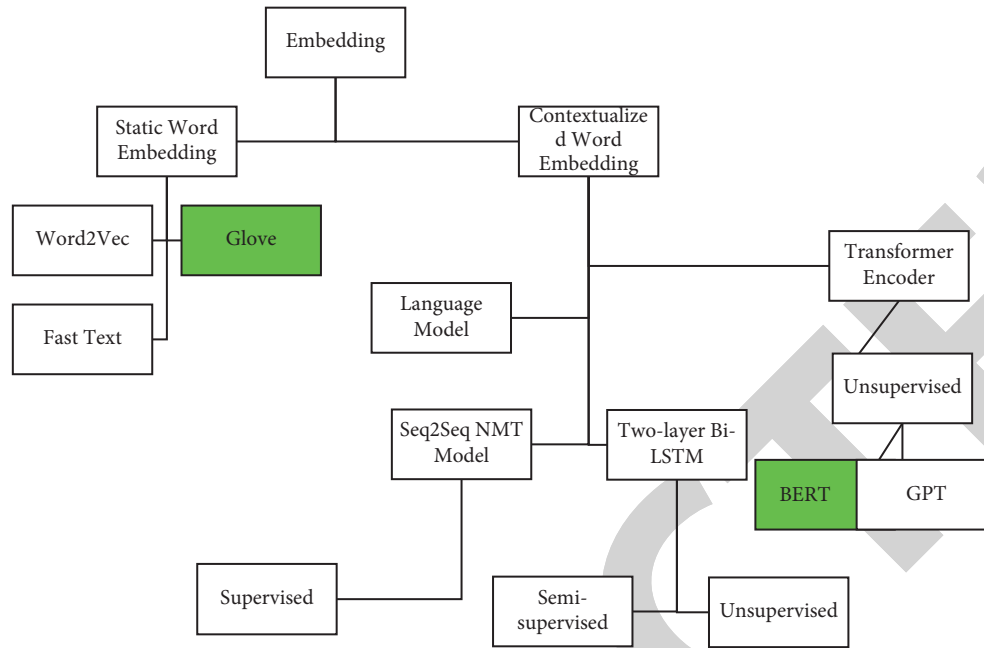 Embedding
Static Word
Embedding
Contextualize
d Word
Embedding
Word2Vec
Glove
Transformer
Encoder
Language
Model
Fast Text
Unsupervised
Seq2Seq NMT
Model
Two-layer Bi-
LSTM
BERT
GPT
Supervised
Semi-
supervised
Unsupervised